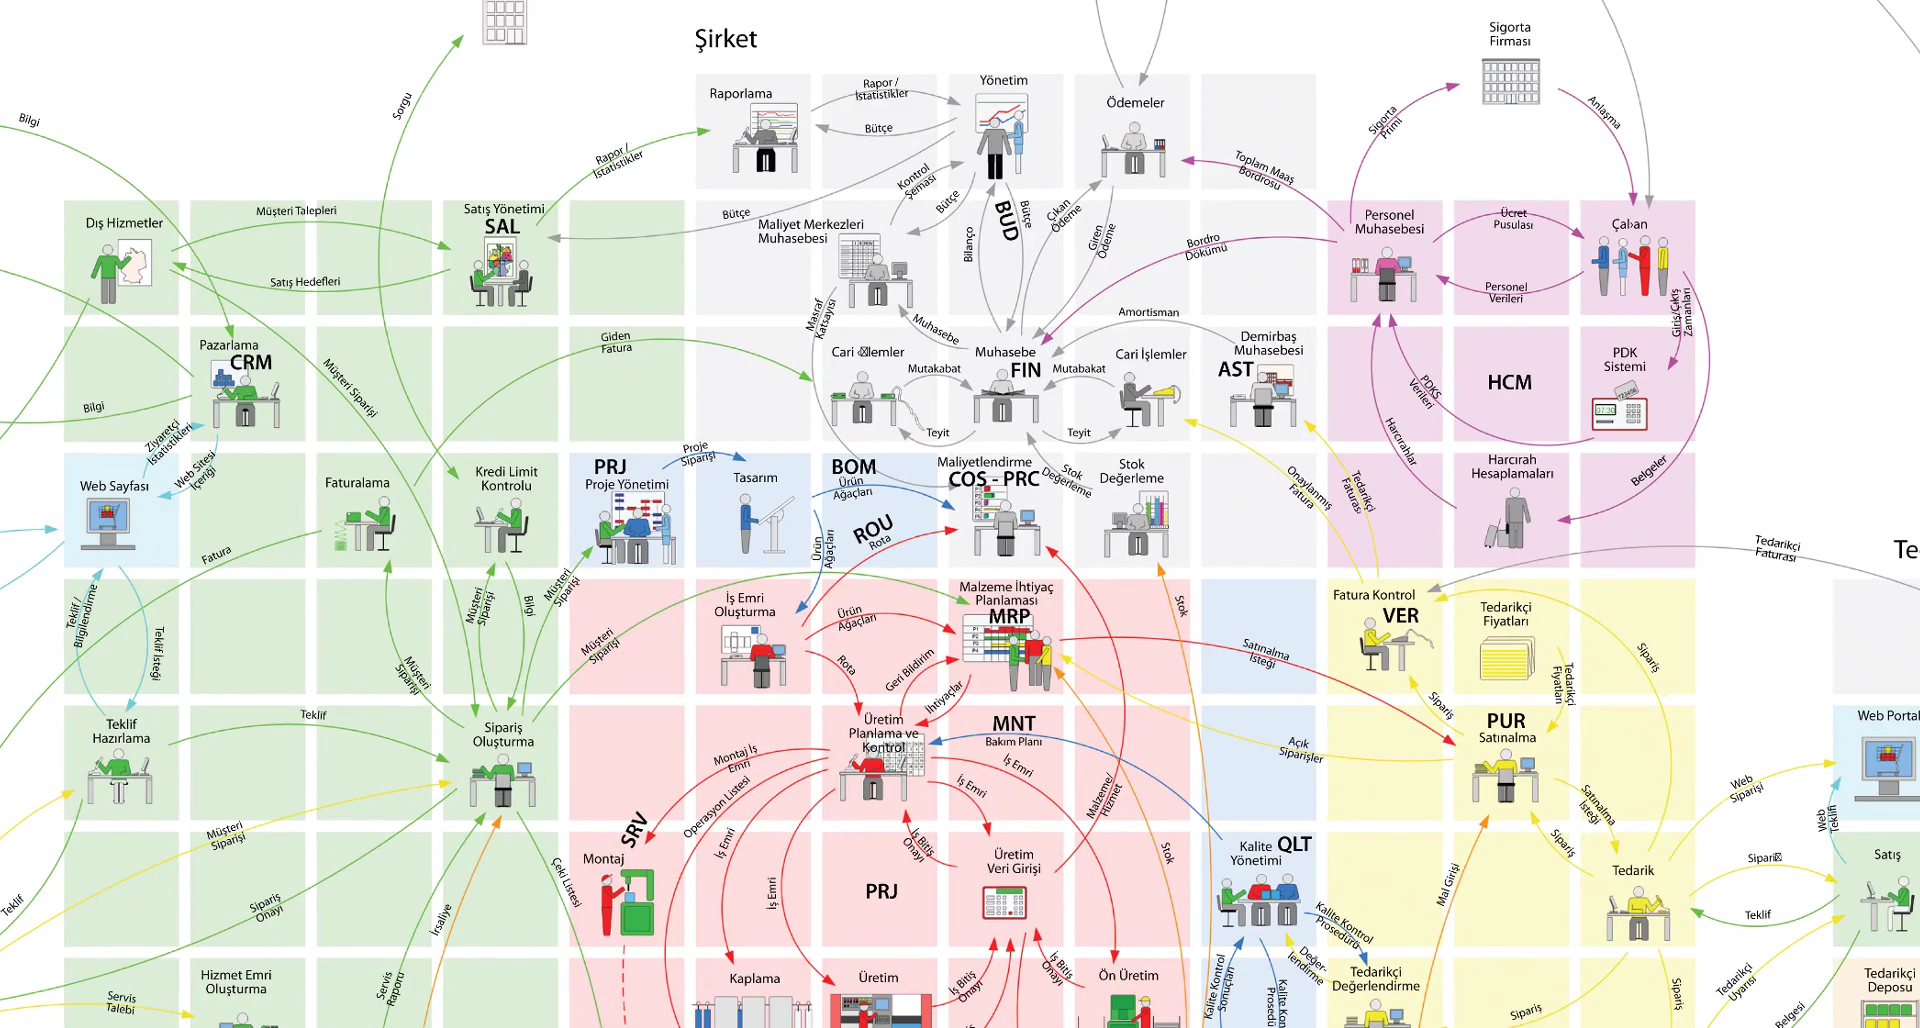 Şirket
Sigorta
Firması
Sorgu
Bilgi
Raporlama
Rapor /
İstatistikler
Bütçe
Yönetim
Ödemeler
Sigorta
Primi
Anlaşma
Rapor /
İstatistikler
Kontrol
Şeması
Bütçe
Toplam Maaş
Bordrosu
Dış Hizmetler
Müşteri Talepleri
Satış Yönetimi
SAL
Satış Hedefleri
Bütçe
Maliyet Merkezleri
Muhasebesi
Bilanço
BUD
Bütçe
Çıkan
Ödeme
Giren
Ödeme
Bordro
Dökümü
Personel
Muhasebesi
Ücret
Pusulası
Personel
Verileri
Giriş/Çıkış
Zamanları
Pazarlama
CRM
Müşteri Siparişi
Giden
Fatura
Masraf
Katsayısı
Muhasebe
Amortisman
Cari
Mutakabat
Muhasebe
FIN
Mutabakat
Cari İşlemler
Demirbaş
Muhasebesi
AST
Teyit
Teyit
HCM
PDKS
Verileri
PDK
Sistemi
Bilgi
Ziyaretçi
İstatistikleri
Web Sitesi
İçeriği
Harcırahlar
Web Sayfası
Faturalama
Kredi Limit
Kontrolu
PRJ
Proje Yönetimi
Proje
Siparişi
Tasarım
BOM
Ürün
Ağaçları
Maliyetlendirme
COS - PRC
Stok
Değerleme
Stok
Değerleme
Onaylanmış
Fatura
Tedarikçi
Faturası
Harcırah
Hesaplamaları
Belgeler
Fatura
ROU
Rota
Ürün
Ağaçları
Tedarikçi
Faturası
Teklif /
Bilgilendirme
Teklif İsteği
Müşteri
Siparişi
Müşteri
Siparişi
Bilgi
Müşteri
Siparişi
Müşteri
Siparişi
İş Emri
Oluşturma
Ürün
Ağaçları
Rota
Malzeme İhtiyaç
Planlaması
MRP
Geri Bildirim
İhtiyaçlar
Stok
Satınalma
İsteği
Fatura Kontrol
VER
Tedarikçi
Fiyatları
Tedarikçi
Fiyatları
Sipariş
Sipariş
Teklif
Hazırlama
Teklif
Sipariş
Oluşturma
Montaj İş
Emri
Üretim
Planlama ve
Kontrol
MNT
Bakım Planı
İş Emri
İş Emri
Malzeme/
Hizmet
Açık
Siparişler
PUR
Satınalma
Web
Siparişi
Web Portal
Müşteri
Siparişi
Operasyon Listesi
İş Emri
SRV
Montaj
İş Emri
İş Bitiş
Onayı
Üretim
Veri Girişi
PRJ
Stok
Kalite
Yönetimi
QLT
Satınalma
İsteği
Sipariş
Tedarik
Web
Teklifi
Satış
Teklif
Teklif
Sipariş
Onayı
İrsaliye
Çeki Listesi
Mal Girişi
Kalite Kontrol
Prosedürü
Değer-
lendirme
Hizmet Emri
Oluşturma
Servis
Raporu
Servis
Talebi
Kaplama
Üretim
İş Bitiş
Onayı
İş Bitiş
Onayı
Ön Üretim
Kalite Kontrol
Sonuçları
Tedarikçi
Değerlendirme
Sipariş
Sipariş
Tedarikçi
Uyarısı
Belgesi
Tedarikçi
Deposu